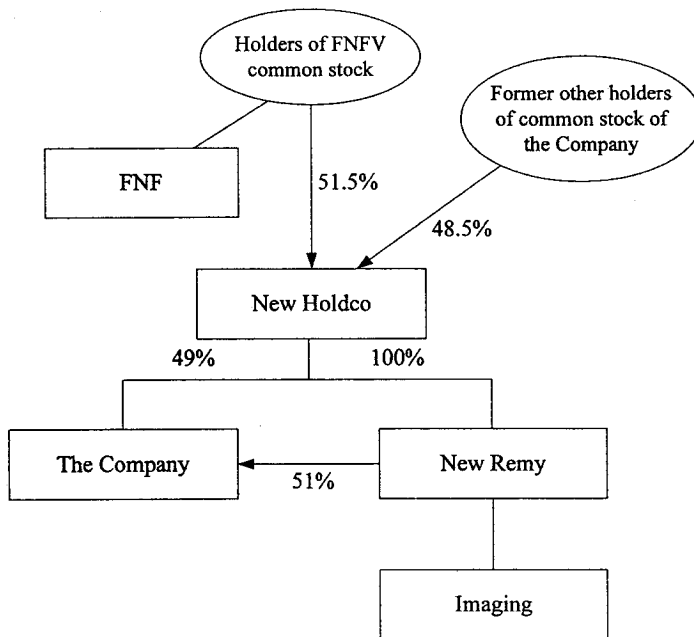 Holders of FNFV
common stock
Former other holders
of common stock of
the Company
FNF
51.5%
48.5%
New Holdco
49%
100%
The Company
51%
New Remy
Imaging